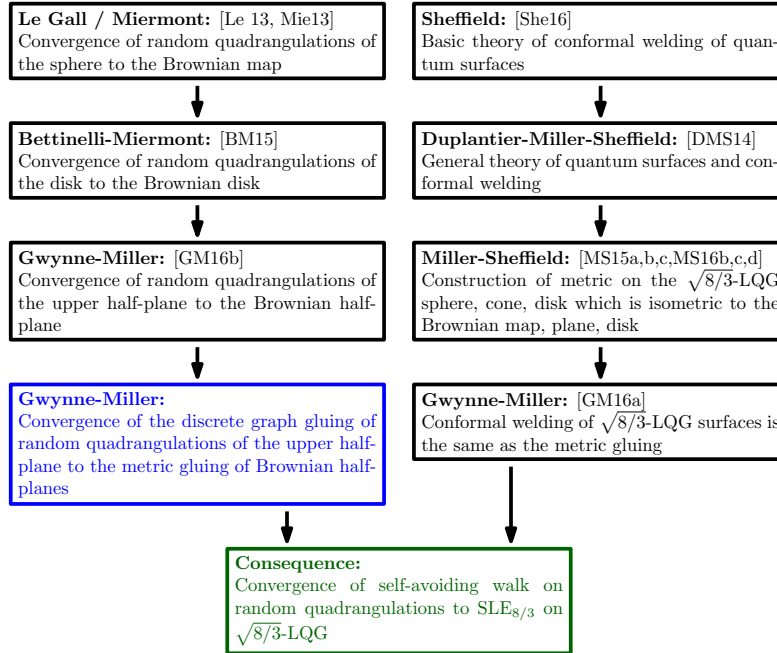 Le Gall / Miermont: [Le 13, Mie13]
Convergence of random quadrangulations of
the sphere to the Brownian map
Bettinelli-Miermont: [BM15]
Convergence of random quadrangulations of
the disk to the Brownian disk
Gwynne-Miller: [GM16b]
Convergence of random quadrangulations of
the upper half-plane to the Brownian half-
plane
Gwynne-Miller:
Convergence of the discrete graph gluing of
random quadrangulations of the upper half-
plane to the metric gluing of Brownian half-
planes
Sheffield: [She16]
Basic theory of conformal welding of quan-
tum surfaces
Duplantier-Miller-Sheffield: [DMS14]
General theory of quantum surfaces and con-
formal welding
Miller-Sheffield: [MS15a,b,c,MS16b,c,d]
Construction of metric on the √8/3-LQG
sphere, cone, disk which is isometric to the
Brownian map, plane, disk
Gwynne-Miller: [GM16a]
Conformal welding of √8/3-LQG surfaces is
the same as the metric gluing
Consequence:
Convergence of self-avoiding walk on
random quadrangulations to SLE8/3 on
√8/3-LQG